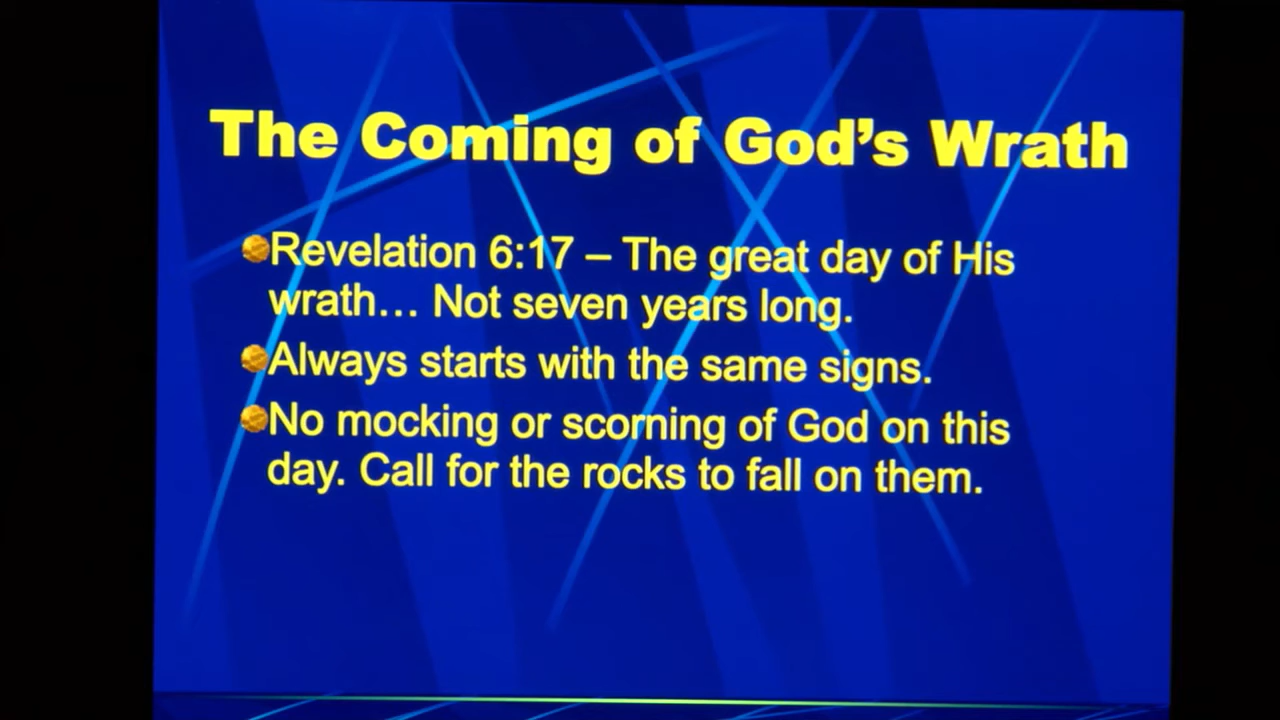 The Coming of God’s Wrath
Revelation 6:17 – The great day of His
wrath… Not seven years long.
Always starts with the same signs.
No mocking or scorning of God on this
day. Call for the rocks to fall on them.